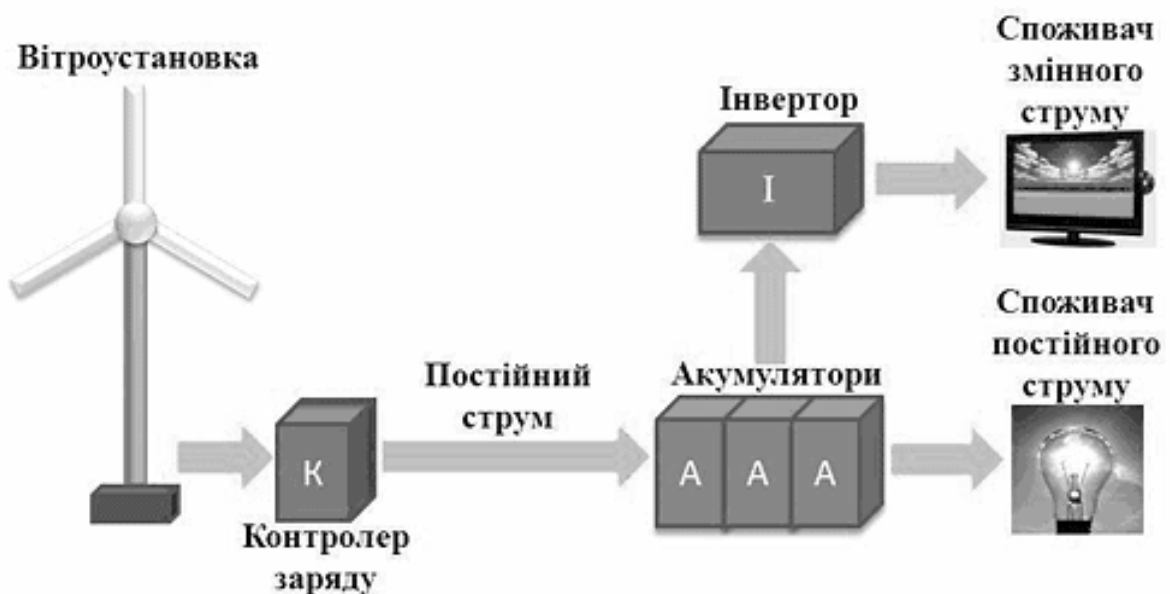 Вітроустановка
Інвертор
І
Споживач
змінного
струму
Споживач
постійного
струму
Постійний
струм
Акумулятори
К
А А А
Контролер
заряду